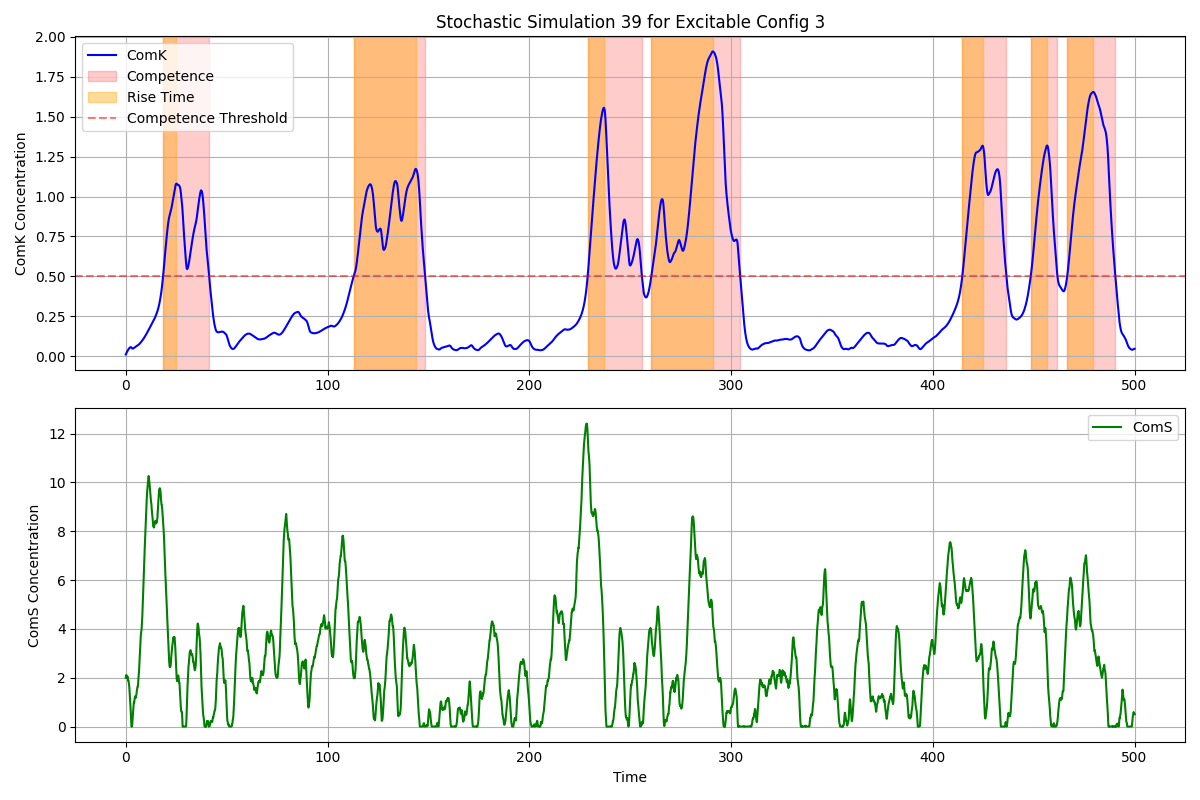 Stochastic Simulation 39 for Excitable Config 3
ComK Concentration
2.00
1.75
1.50
1.25
1.00
0.75
0.50
0.25
0.00
ComK
Competence
Rise Time
Competence Threshold
0 100 200 300 400 500
ComS Concentration
12
10
8
6
4
2
0
ComS
0 100 200 300 400 500
Time